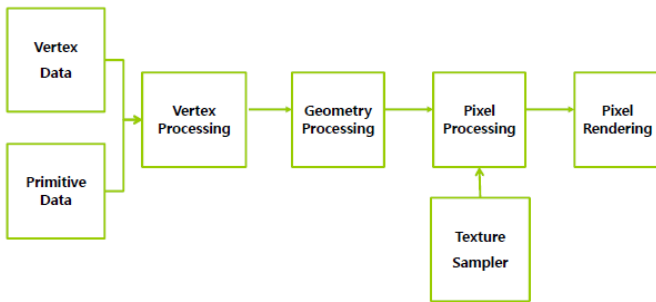 Vertex
Data
Primitive
Data
Vertex
Processing
Geometry
Processing
Pixel
Processing
Pixel
Rendering
Texture
Sampler